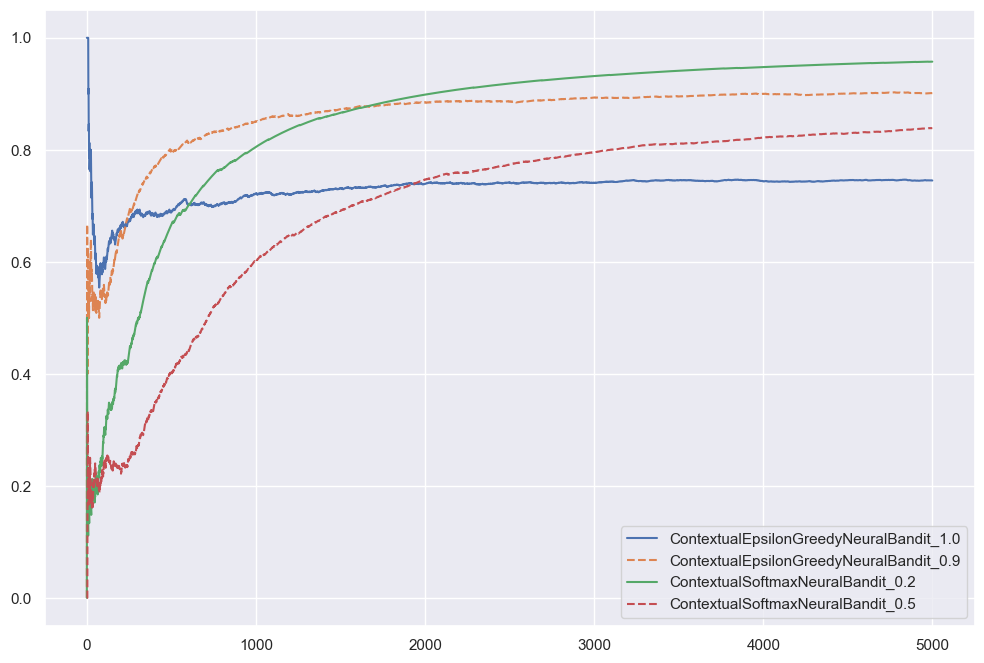 1.0
0.8
0.6
0.4
0.2
0.0
0 1000 2000 3000 4000 5000
ContextualEpsilonGreedyNeuralBandit_1.0
ContextualEpsilonGreedyNeuralBandit_0.9
ContextualSoftmaxNeuralBandit_0.2
ContextualSoftmaxNeuralBandit_0.5